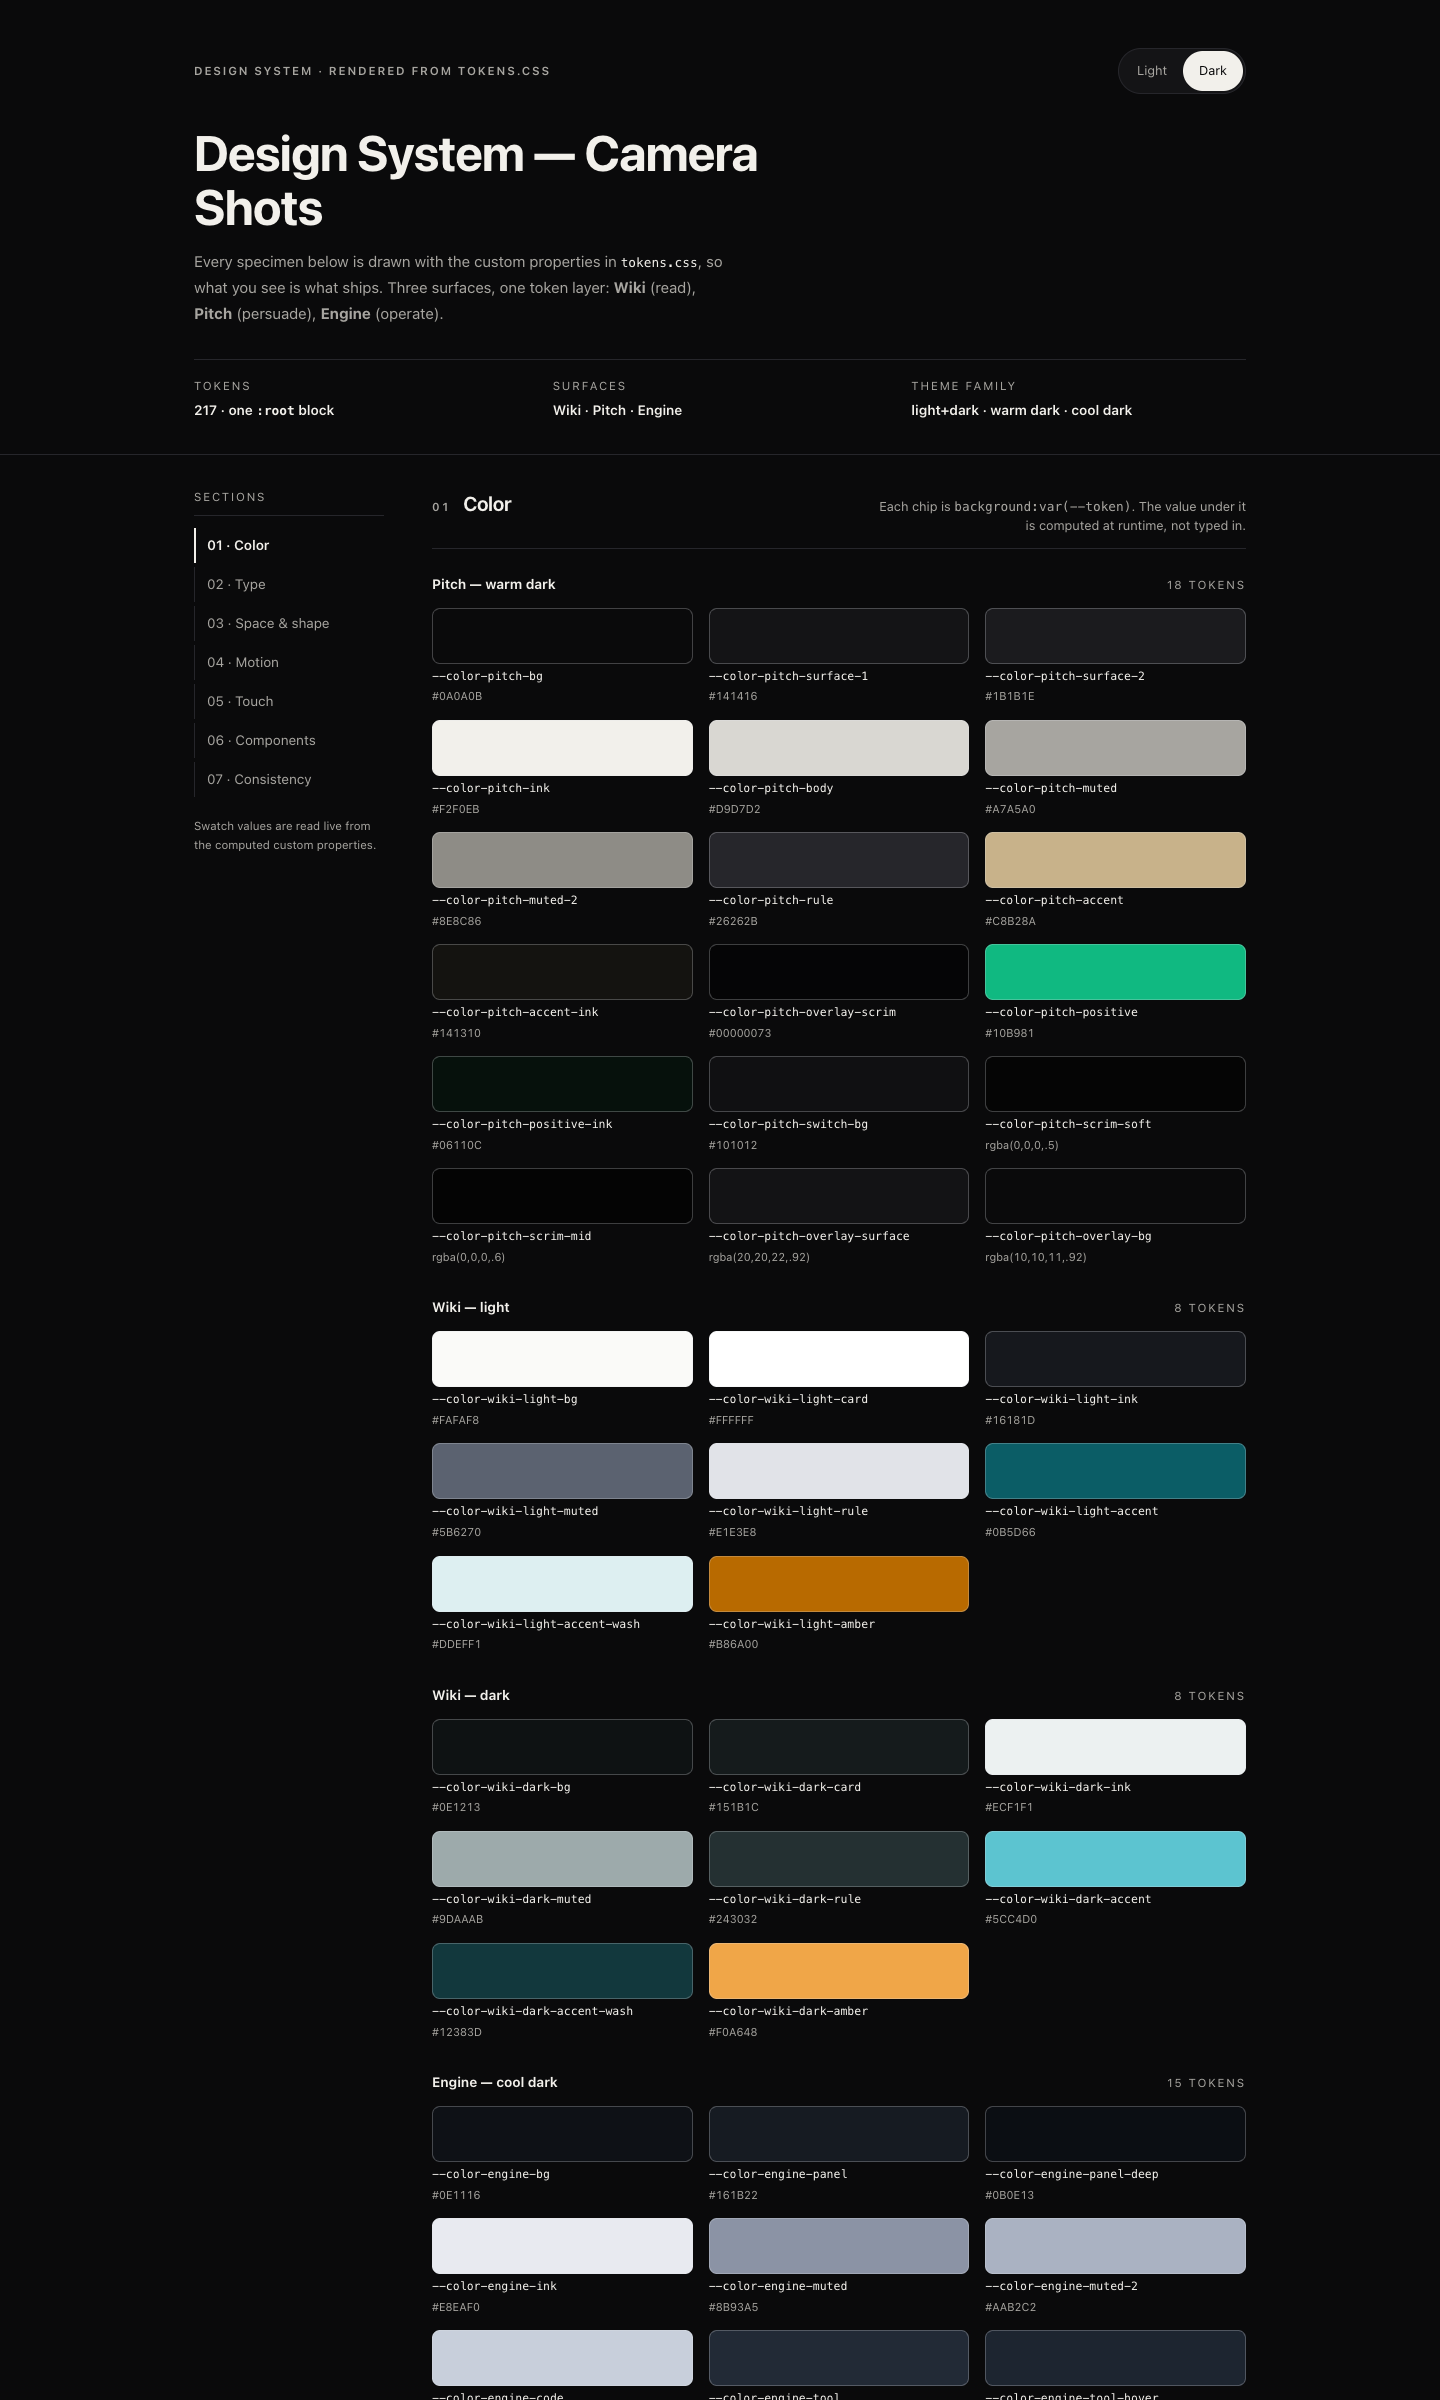 DESIGN SYSTEM · RENDERED FROM TOKENS.CSS
Light Dark
Design System — Camera
Shots
Every specimen below is drawn with the custom properties in tokens.css, so
what you see is what ships. Three surfaces, one token layer: Wiki (read),
Pitch (persuade), Engine (operate).
TOKENS
217 · one :root block
SURFACES
Wiki · Pitch · Engine
THEME FAMILY
light+dark · warm dark · cool dark
SECTIONS
01 · Color
02 · Type
03 · Space & shape
04 · Motion
05 · Touch
06 · Components
07 · Consistency
Swatch values are read live from
the computed custom properties.
01 Color
Each chip is background:var(--token). The value under it
is computed at runtime, not typed in.
Pitch — warm dark 18 TOKENS
--color-pitch-bg --color-pitch-surface-1 --color-pitch-surface-2
#0A0A0B #141416 #1B1B1E
--color-pitch-ink --color-pitch-body --color-pitch-muted
#F2F0EB #D9D7D2 #A7A5A0
--color-pitch-muted-2 --color-pitch-rule --color-pitch-accent
#8E8C86 #26262B #C8B28A
--color-pitch-accent-ink --color-pitch-overlay-scrim --color-pitch-positive
#141310 #00000073 #10B981
--color-pitch-positive-ink --color-pitch-switch-bg --color-pitch-scrim-soft
#06110C #101012 rgba(0,0,0,.5)
--color-pitch-scrim-mid --color-pitch-overlay-surface --color-pitch-overlay-bg
rgba(0,0,0,.6) rgba(20,20,22,.92) rgba(10,10,11,.92)
Wiki — light 8 TOKENS
--color-wiki-light-bg --color-wiki-light-card --color-wiki-light-ink
#FAFAF8 #FFFFFF #16181D
--color-wiki-light-muted --color-wiki-light-rule --color-wiki-light-accent
#5B6270 #E1E3E8 #0B5D66
--color-wiki-light-accent-wash --color-wiki-light-amber
#DDEFF1 #B86A00
Wiki — dark 8 TOKENS
--color-wiki-dark-bg --color-wiki-dark-card --color-wiki-dark-ink
#0E1213 #151B1C #ECF1F1
--color-wiki-dark-muted --color-wiki-dark-rule --color-wiki-dark-accent
#9DAAAB #243032 #5CC4D0
--color-wiki-dark-accent-wash --color-wiki-dark-amber
#12383D #F0A648
Engine — cool dark 15 TOKENS
--color-engine-bg --color-engine-panel --color-engine-panel-deep
#0E1116 #161B22 #0B0E13
--color-engine-ink --color-engine-muted --color-engine-muted-2
#E8EAF0 #8B93A5 #AAB2C2
--color-engine-code --color-engine-tool --color-engine-tool-hover